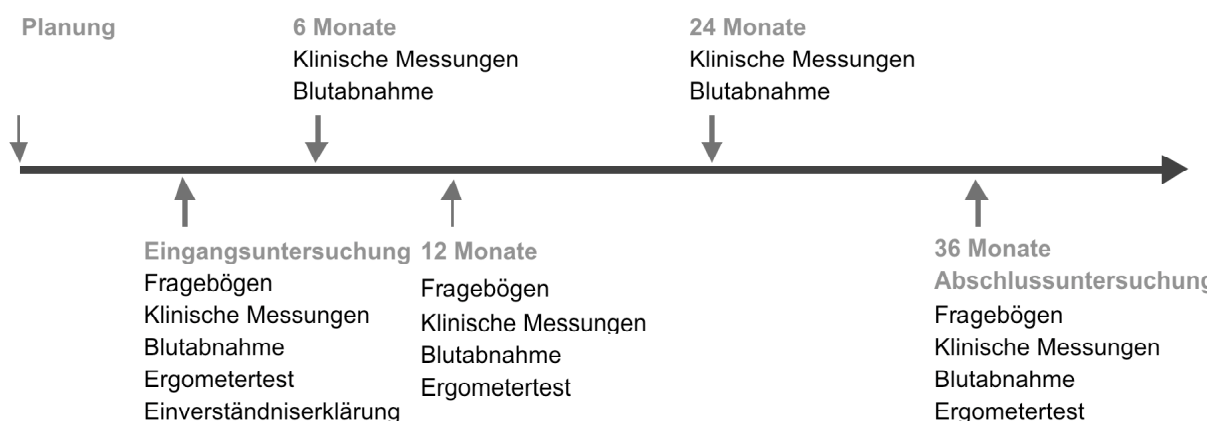 Planung
6 Monate
Klinische Messungen
Blutabnahme
24 Monate
Klinische Messungen
Blutabnahme
Eingangsuntersuchung
Fragebögen
Klinische Messungen
Blutabnahme
Ergometertest
Einverständniserklärung
12 Monate
Fragebögen
Klinische Messungen
Blutabnahme
Ergometertest
36 Monate
Abschlussuntersuchung
Fragebögen
Klinische Messungen
Blutabnahme
Ergometertest